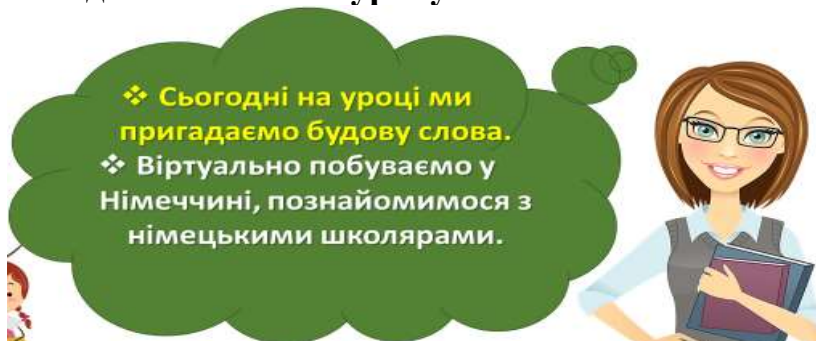 ❖ Сьогодні на уроці ми
пригадаємо будову слова.
❖ Віртуально побуваємо у
Німеччині, познайомимося з
німецькими школярами.